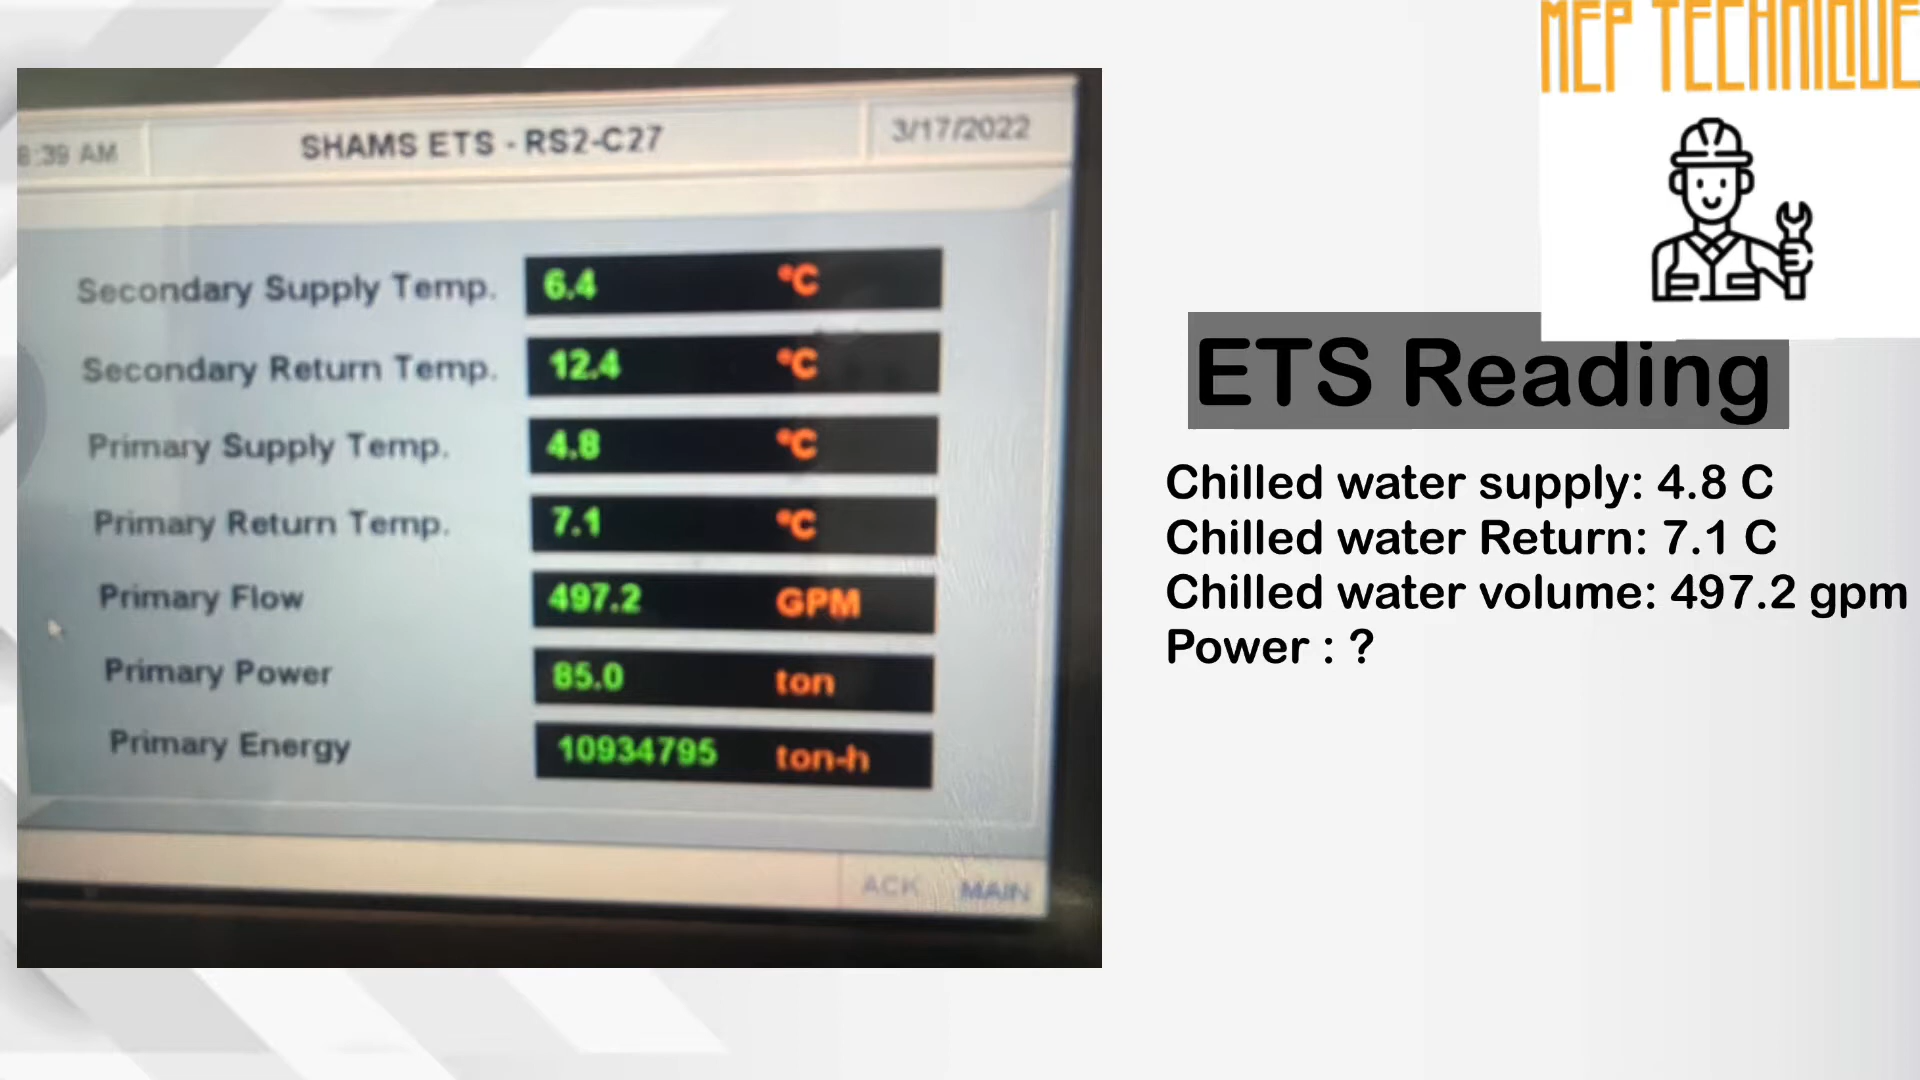 MEP TECHNIQUE
8:39 AM
SHAMS ETS - RS2-C27
3/17/2022
Secondary Supply Temp. 6.4 °C
Secondary Return Temp. 12.4 °C
Primary Supply Temp. 4.8 °C
Primary Return Temp. 7.1 °C
Primary Flow 497.2 GPM
Primary Power 85.0 ton
Primary Energy 10934795 ton-h
ACK MAIN
ETS Reading
Chilled water supply: 4.8 C
Chilled water Return: 7.1 C
Chilled water volume: 497.2 gpm
Power : ?